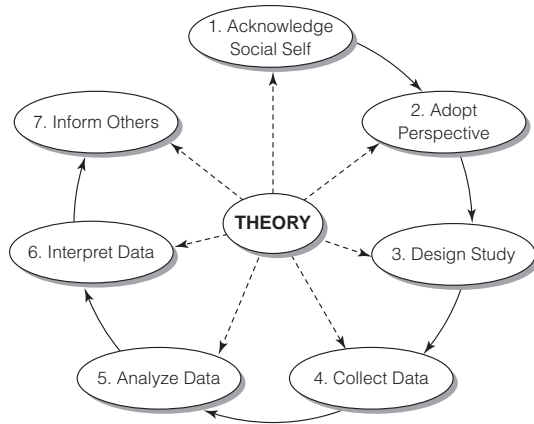 1. Acknowledge
Social Self
2. Adopt
Perspective
7. Inform Others
THEORY
6. Interpret Data
3. Design Study
5. Analyze Data
4. Collect Data